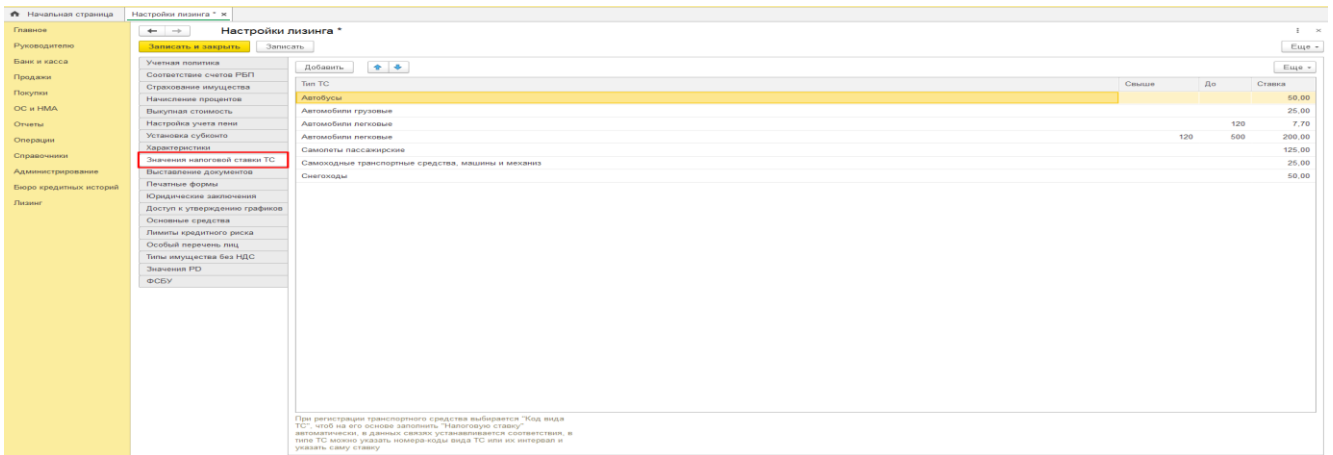 Начальная страница
Настройки лизинга * ×
Главное
Руководителю
Банк и касса
Продажи
Покупки
ОС и НМА
Отчеты
Операции
Справочники
Администрирование
Бюро кредитных историй
Лизинг
Настройки лизинга *
Записать и закрыть
Записать
Еще
Учетная политика
Соответствие счетов РБП
Страхование имущества
Начисление процентов
Выкупная стоимость
Настройка учета пени
Установка субконто
Характеристики
Значения налоговой ставки ТС
Выставление документов
Печатные формы
Юридические заключения
Доступ к утверждению графиков
Основные средства
Лимиты кредитного риска
Особый перечень лиц
Типы имущества без НДС
Значения PD
ФСБУ
Добавить
Еще
Тип ТС Свыше До Ставка
Автобусы 50,00
Автомобили грузовые 25,00
Автомобили легковые 120 7,70
Автомобили легковые 120 500 200,00
Самолеты пассажирские 125,00
Самоходные транспортные средства, машины и механиз 25,00
Снегоходы 50,00
При регистрации транспортного средства выбирается "Код вида
ТС", чтоб на его основе заполнить "Налоговую ставку"
автоматически, в данных связях устанавливается соответствия, в
типе ТС можно указать номера-коды вида ТС или их интервал и
указать саму ставку